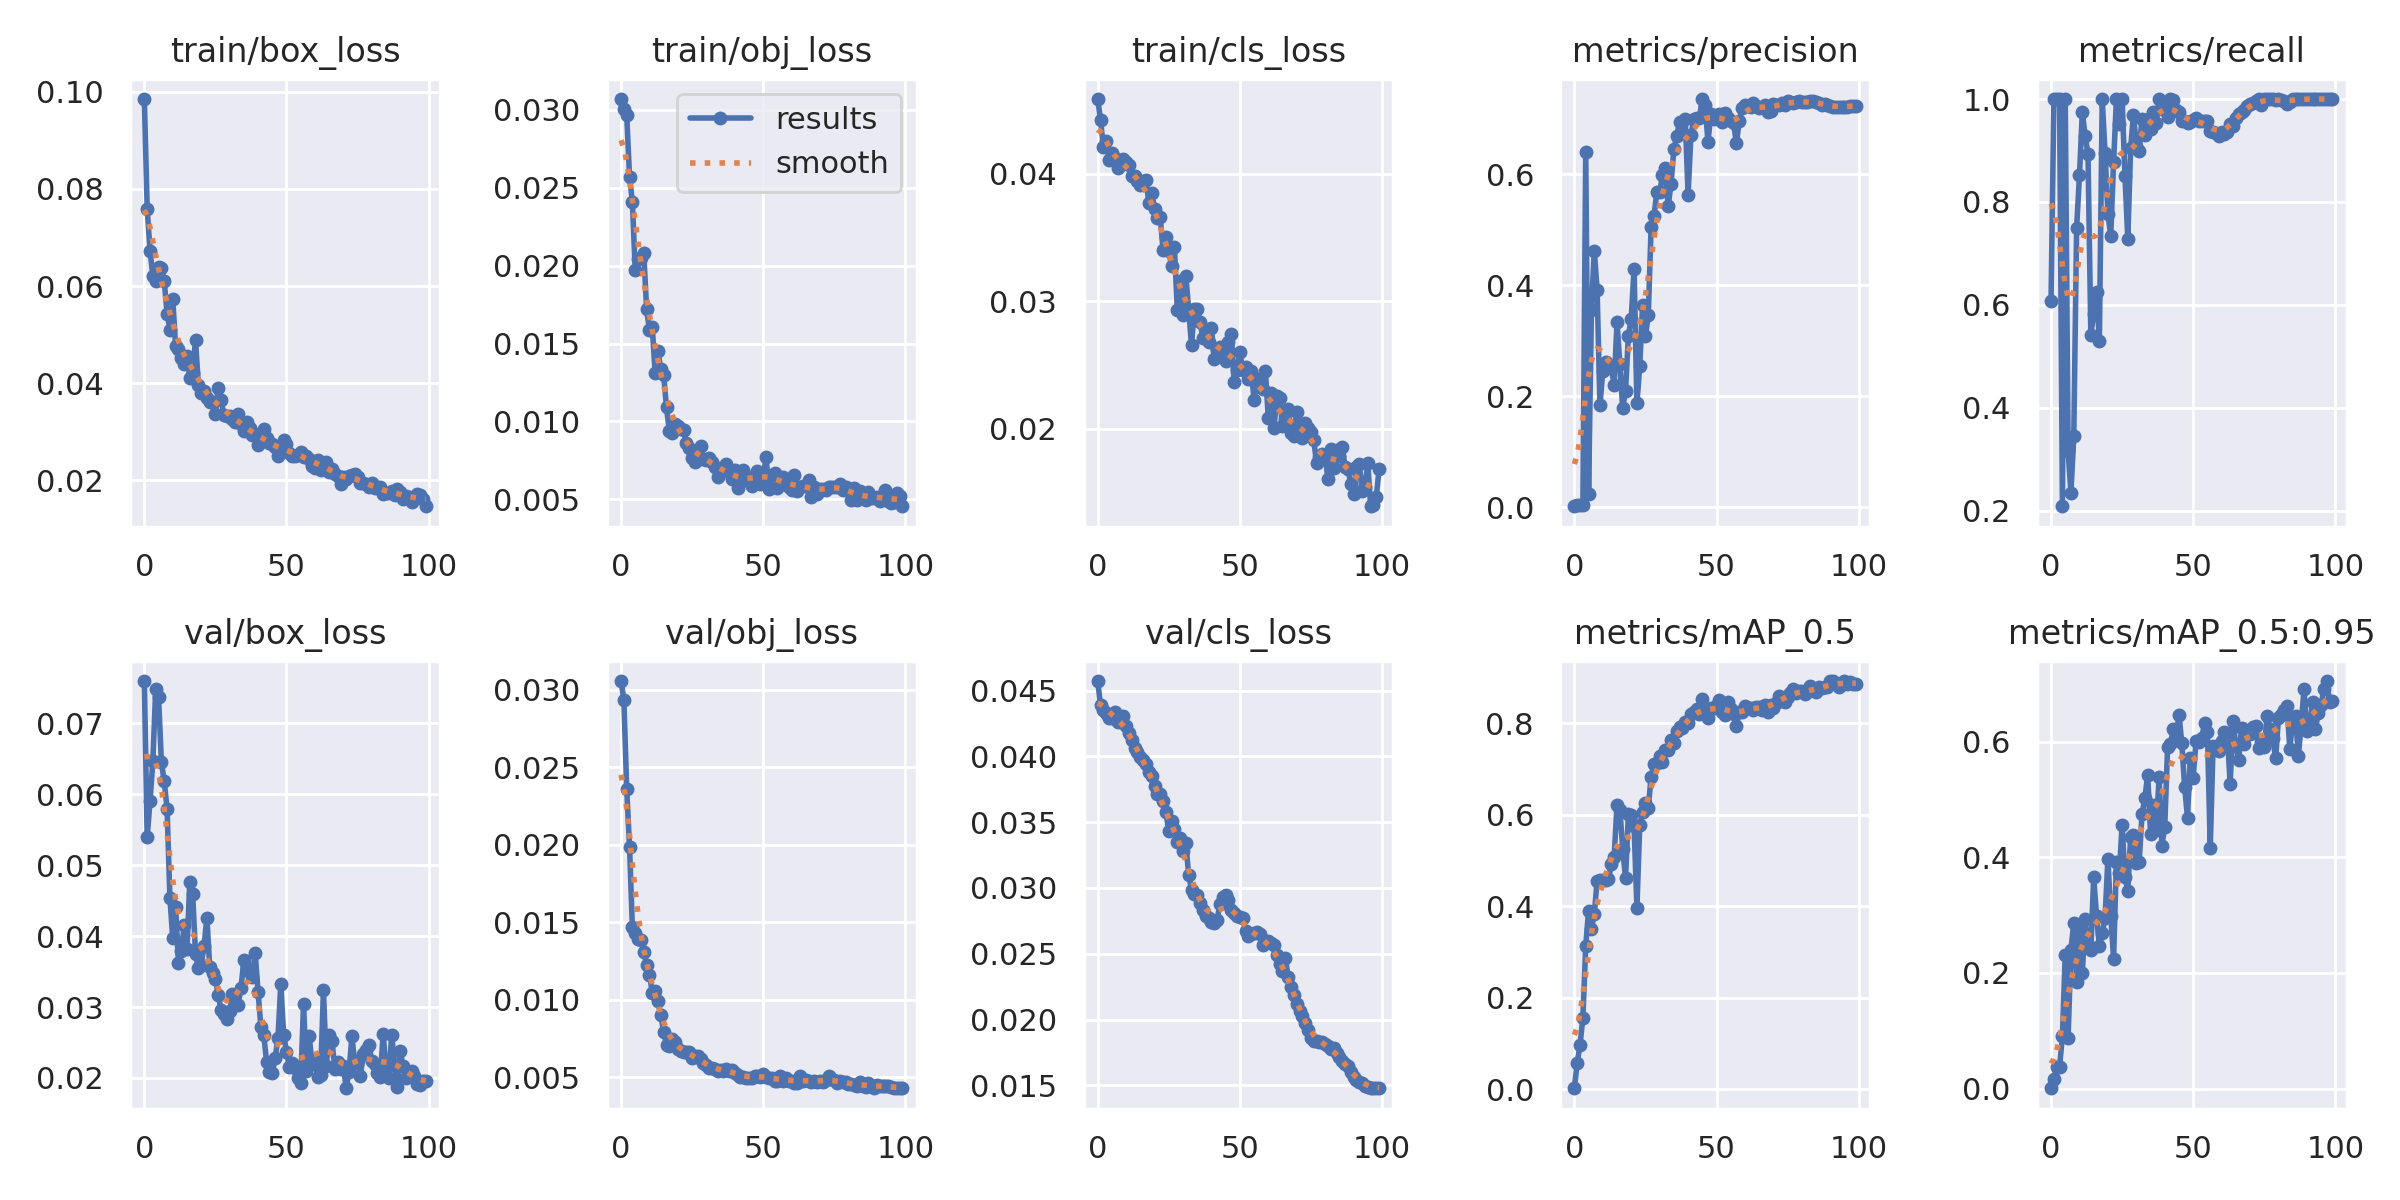 train/box_loss
0.10
0.08
0.06
0.04
0.02
0 50 100
train/obj_loss
results
smooth
0.030
0.025
0.020
0.015
0.010
0.005
0 50 100
train/cls_loss
0.04
0.03
0.02
0 50 100
metrics/precision
0.6
0.4
0.2
0.0
0 50 100
metrics/recall
1.0
0.8
0.6
0.4
0.2
0 50 100
val/box_loss
0.07
0.06
0.05
0.04
0.03
0.02
0 50 100
val/obj_loss
0.030
0.025
0.020
0.015
0.010
0.005
0 50 100
val/cls_loss
0.045
0.040
0.035
0.030
0.025
0.020
0.015
0 50 100
metrics/mAP_0.5
0.8
0.6
0.4
0.2
0.0
0 50 100
metrics/mAP_0.5:0.95
0.6
0.4
0.2
0.0
0 50 100